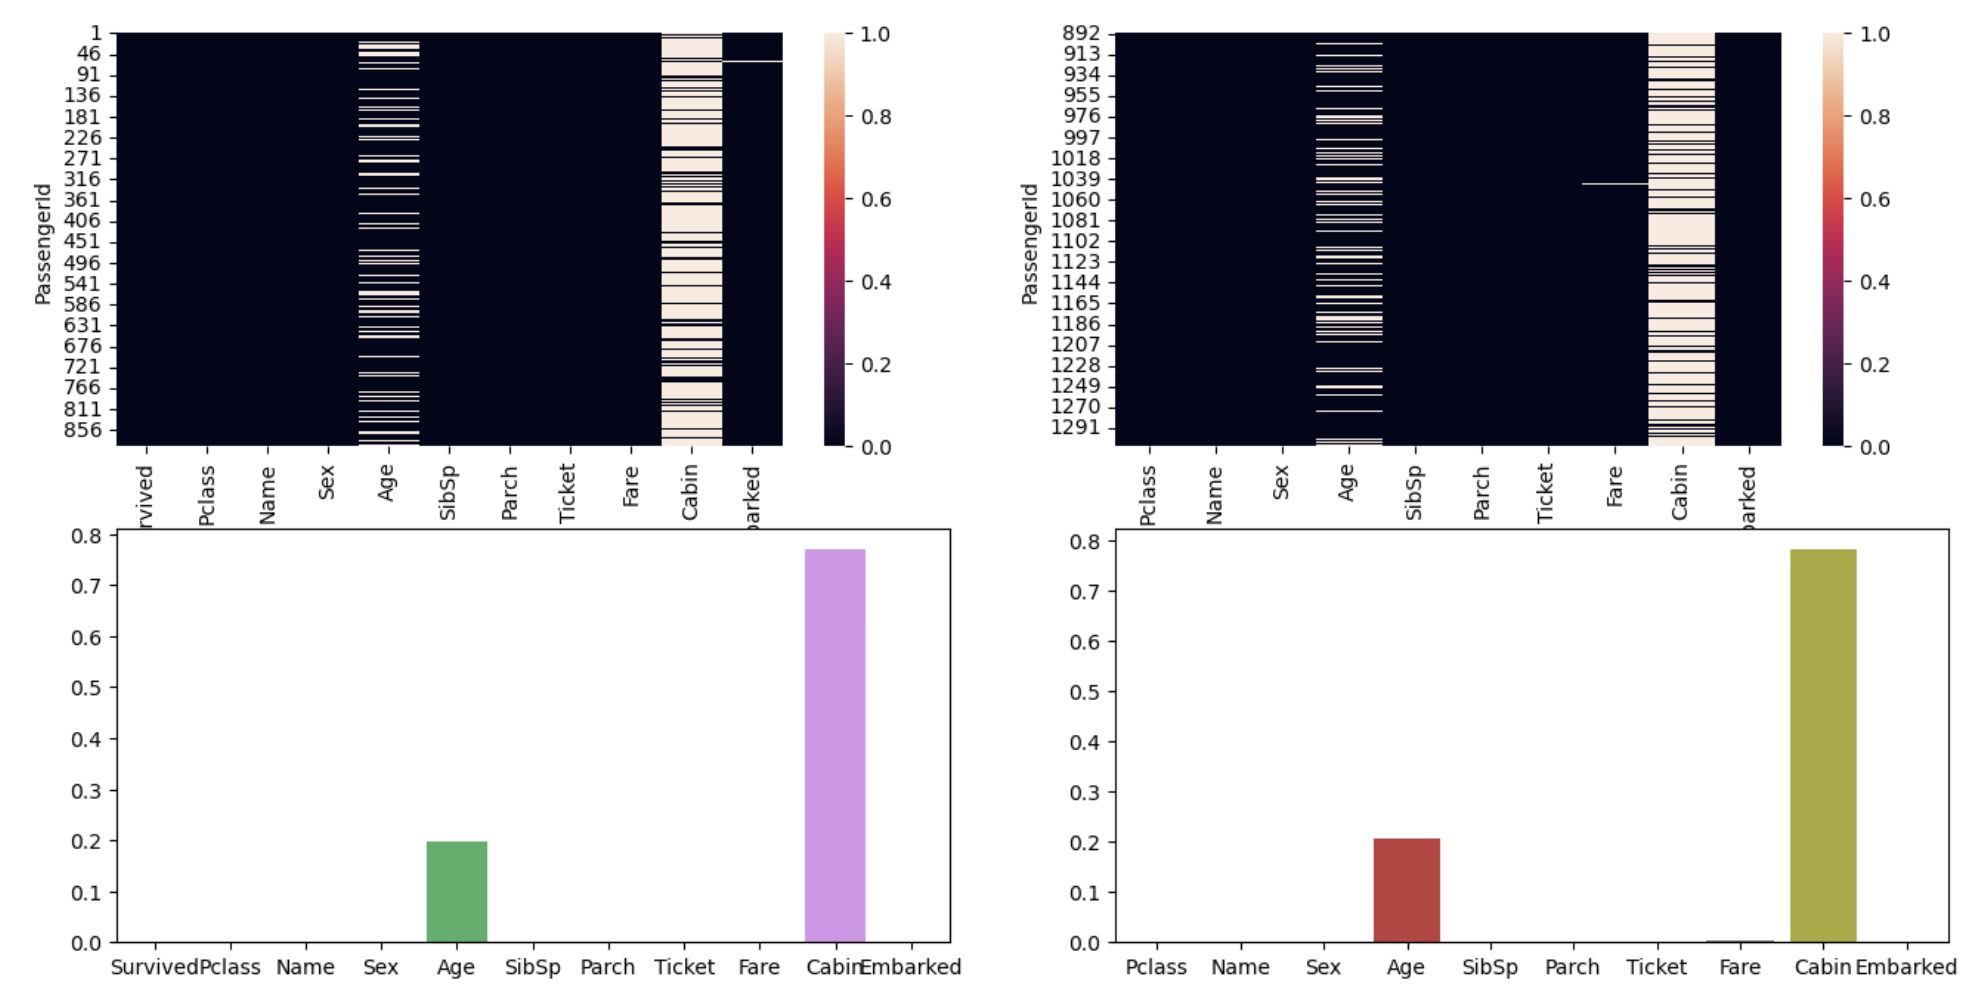 1
46
91
136
181
226
271
316
361
406
451
496
541
586
631
676
721
766
811
856
PassengerId
rvived
Pclass
Name
Sex
Age
SibSp
Parch
Ticket
Fare
Cabin
barked
1.0
0.8
0.6
0.4
0.2
0.0
892
913
934
955
976
997
1018
1039
1060
1081
1102
1123
1144
1165
1186
1207
1228
1249
1270
1291
PassengerId
Pclass
Name
Sex
Age
SibSp
Parch
Ticket
Fare
Cabin
barked
1.0
0.8
0.6
0.4
0.2
0.0
0.8
0.7
0.6
0.5
0.4
0.3
0.2
0.1
0.0
Survived Pclass Name Sex Age SibSp Parch Ticket Fare Cabin Embarked
0.8
0.7
0.6
0.5
0.4
0.3
0.2
0.1
0.0
Pclass Name Sex Age SibSp Parch Ticket Fare Cabin Embarked